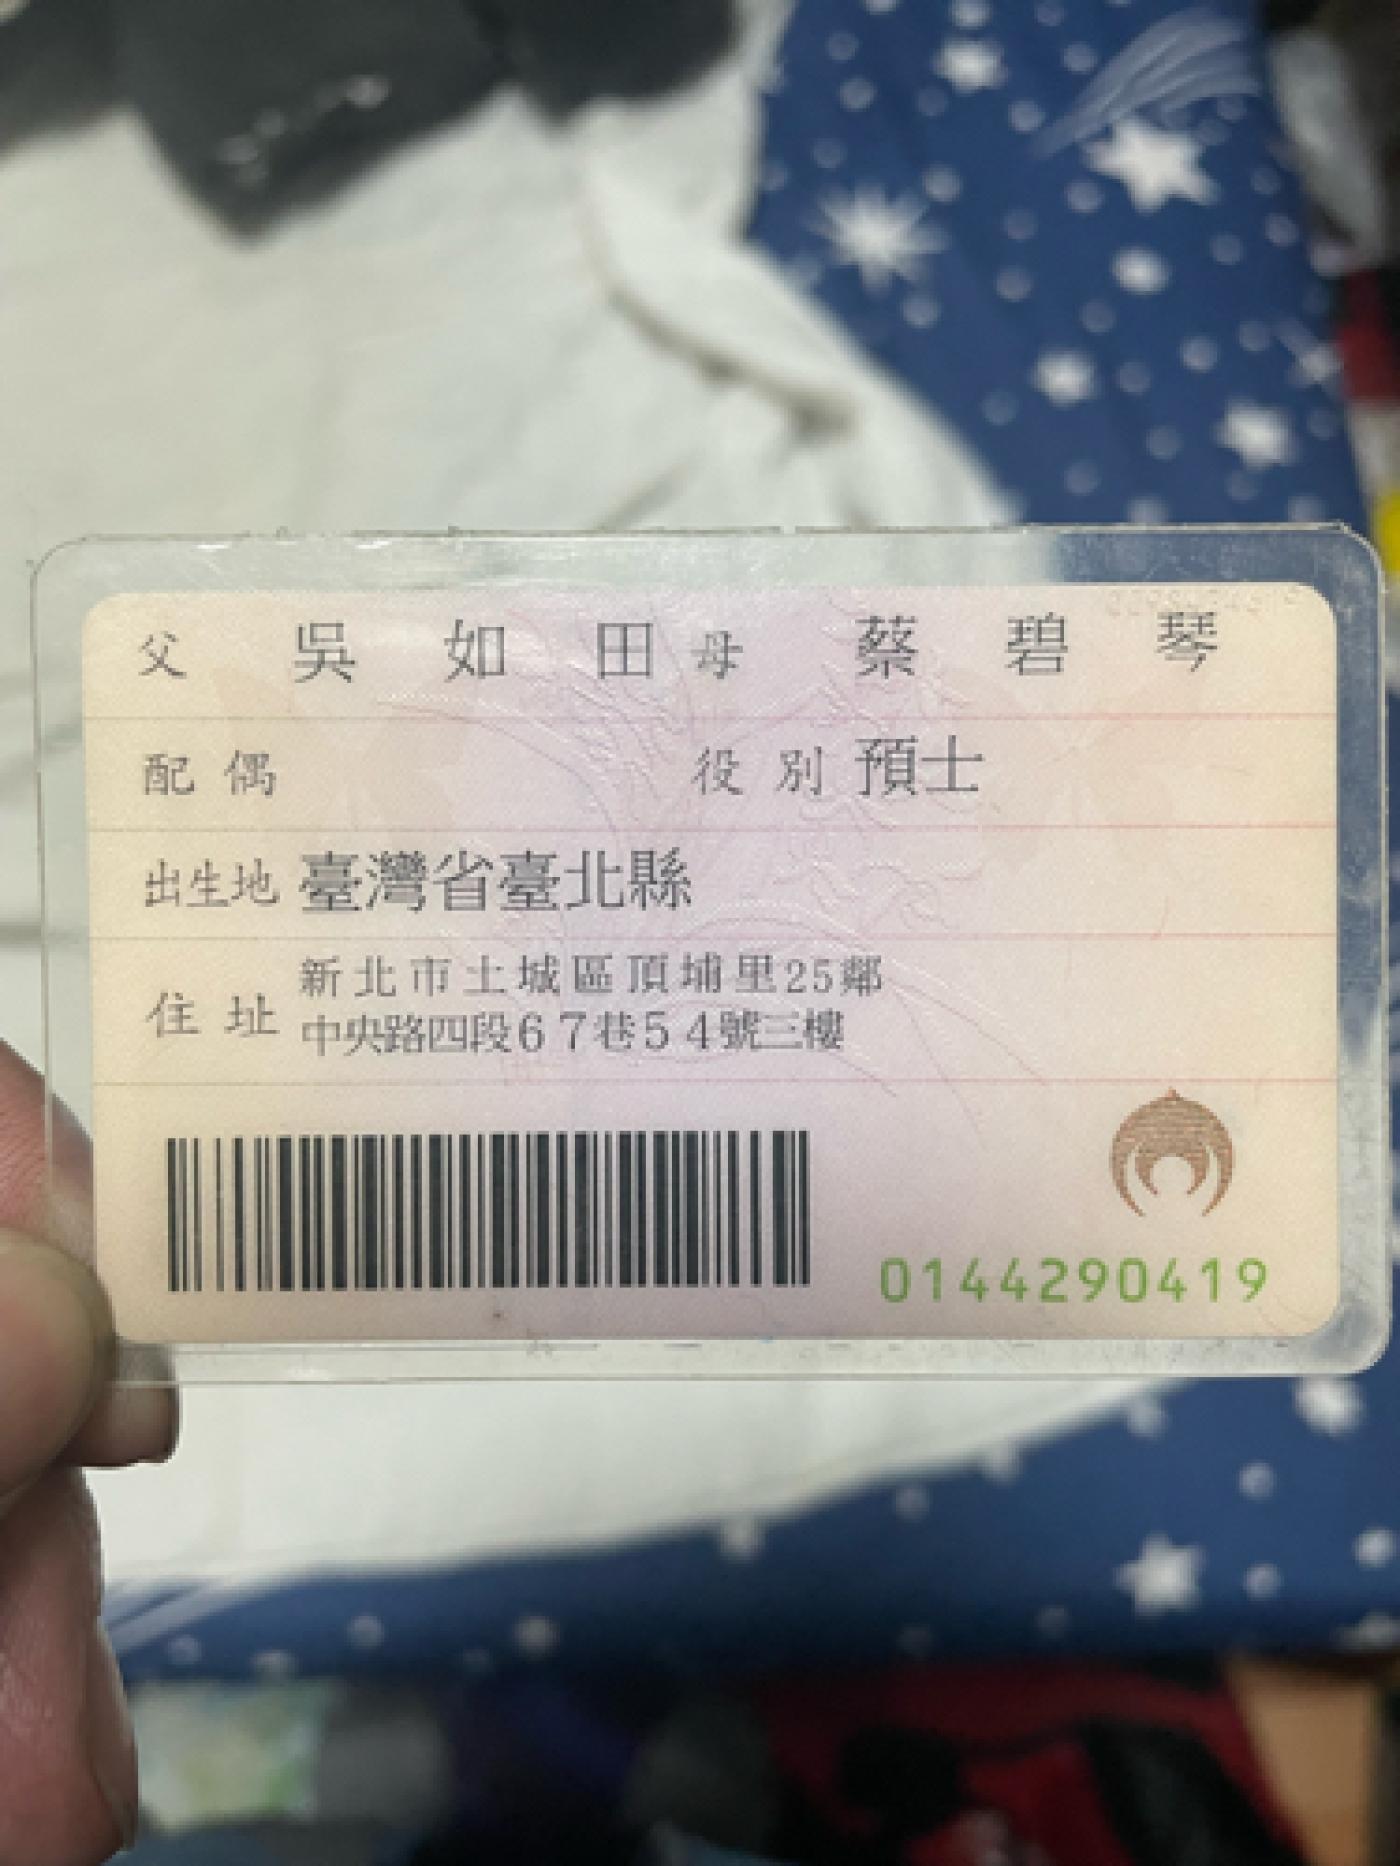 父 吳如田 母 蔡碧琴
配偶 役別 預士
出生地 臺灣省臺北縣
住址 新北市土城區頂埔里25鄰
中央路四段67巷54號三樓
0144290419